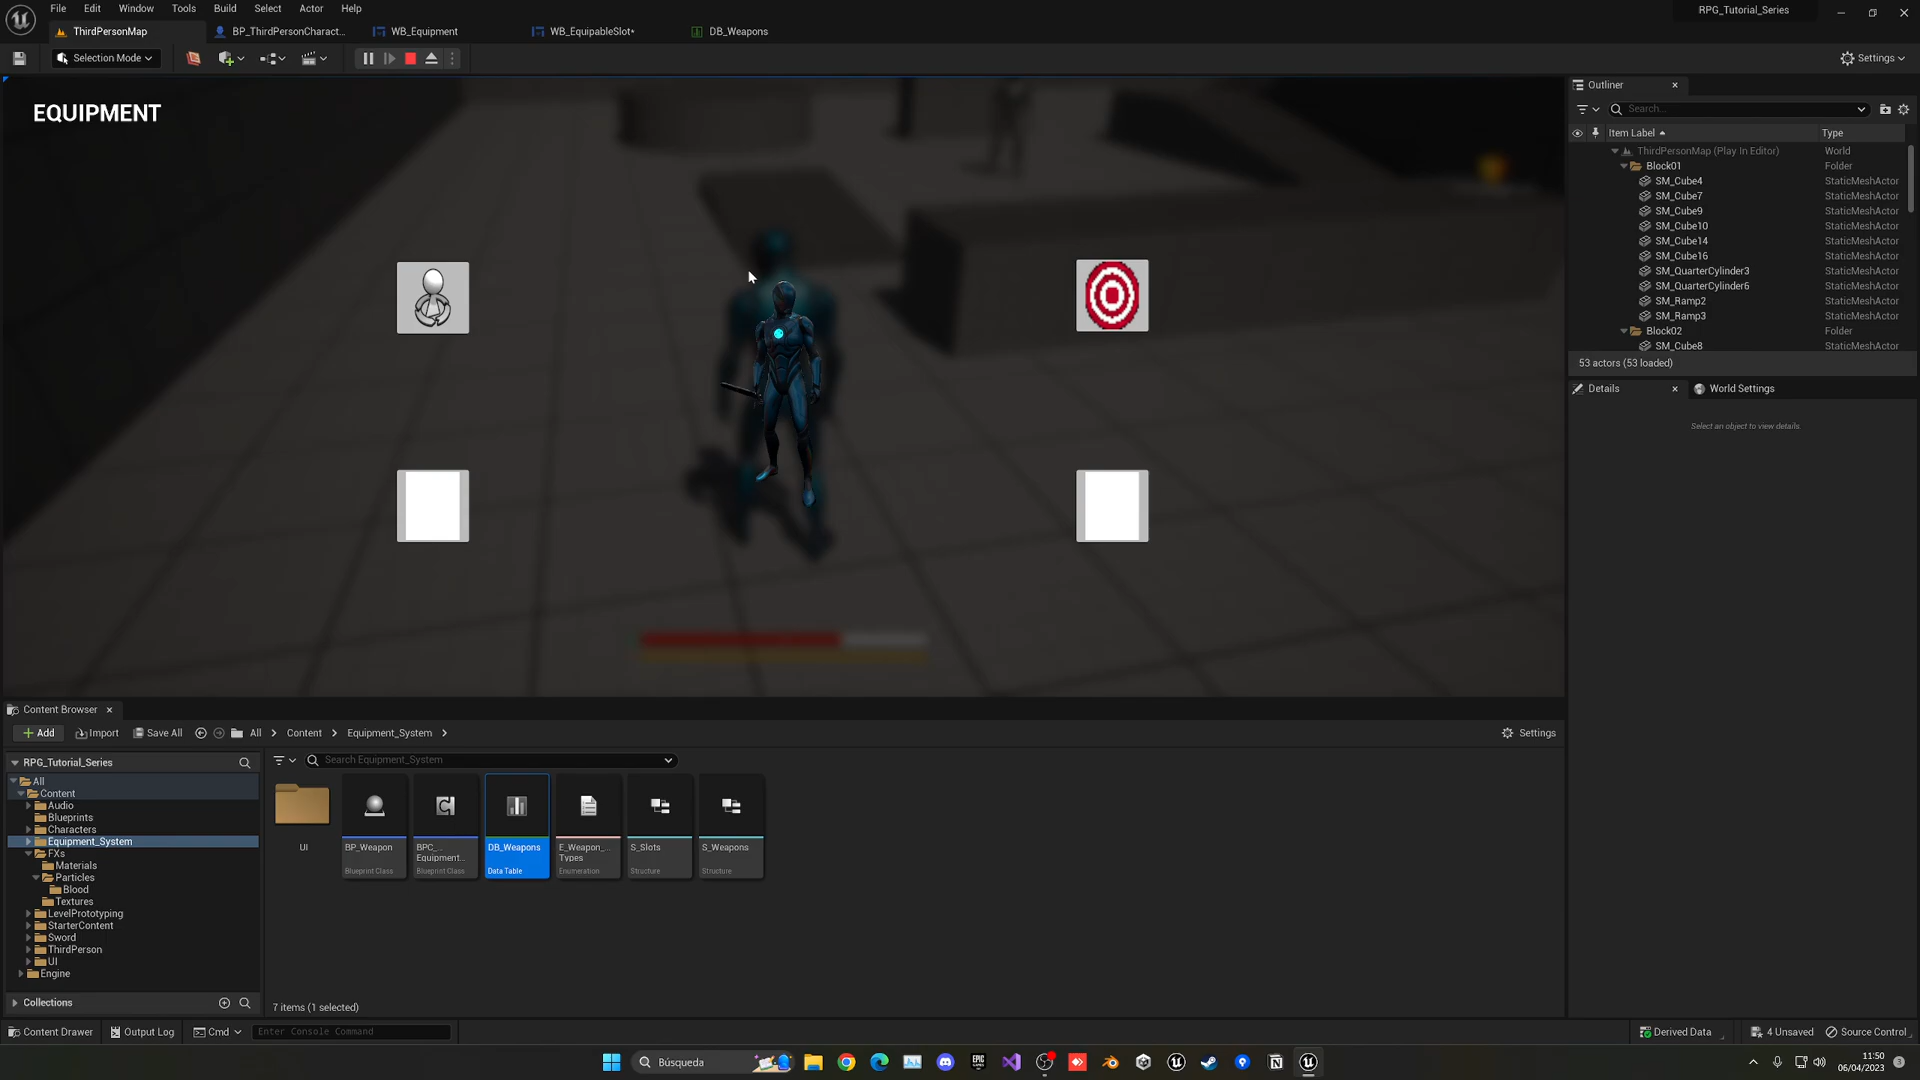 File Edit Window Tools Build Select Actor Help
RPG_Tutorial_Series
ThirdPersonMap
BP_ThirdPersonCharact...
WB_Equipment
WB_EquipableSlot*
DB_Weapons
Selection Mode
Settings
EQUIPMENT
Outliner
Search...
Item Label
Type
ThirdPersonMap (Play In Editor) World
Block01 Folder
SM_Cube4 StaticMeshActor
SM_Cube7 StaticMeshActor
SM_Cube9 StaticMeshActor
SM_Cube10 StaticMeshActor
SM_Cube14 StaticMeshActor
SM_Cube16 StaticMeshActor
SM_QuarterCylinder3 StaticMeshActor
SM_QuarterCylinder6 StaticMeshActor
SM_Ramp2 StaticMeshActor
SM_Ramp3 StaticMeshActor
Block02 Folder
SM_Cube8 StaticMeshActor
53 actors (53 loaded)
Details
World Settings
Select an object to view details.
Content Browser
Add Import Save All All Content Equipment_System
Settings
RPG_Tutorial_Series
Search Equipment_System
All
Content
Audio
Blueprints
Characters
Equipment_System
FXs
Materials
Particles
Blood
Textures
LevelPrototyping
StarterContent
Sword
ThirdPerson
UI
Engine
Collections
UI
BP_Weapon
Blueprint Class
BPC_...
Equipment...
Blueprint Class
DB_Weapons
Data Table
E_Weapon_...
Types
Enumeration
S_Slots
Structure
S_Weapons
Structure
7 items (1 selected)
Content Drawer
Output Log
Cmd
Enter Console Command
Derived Data
4 Unsaved
Source Control
Búsqueda
EPIC
11:50
06/04/2023
3